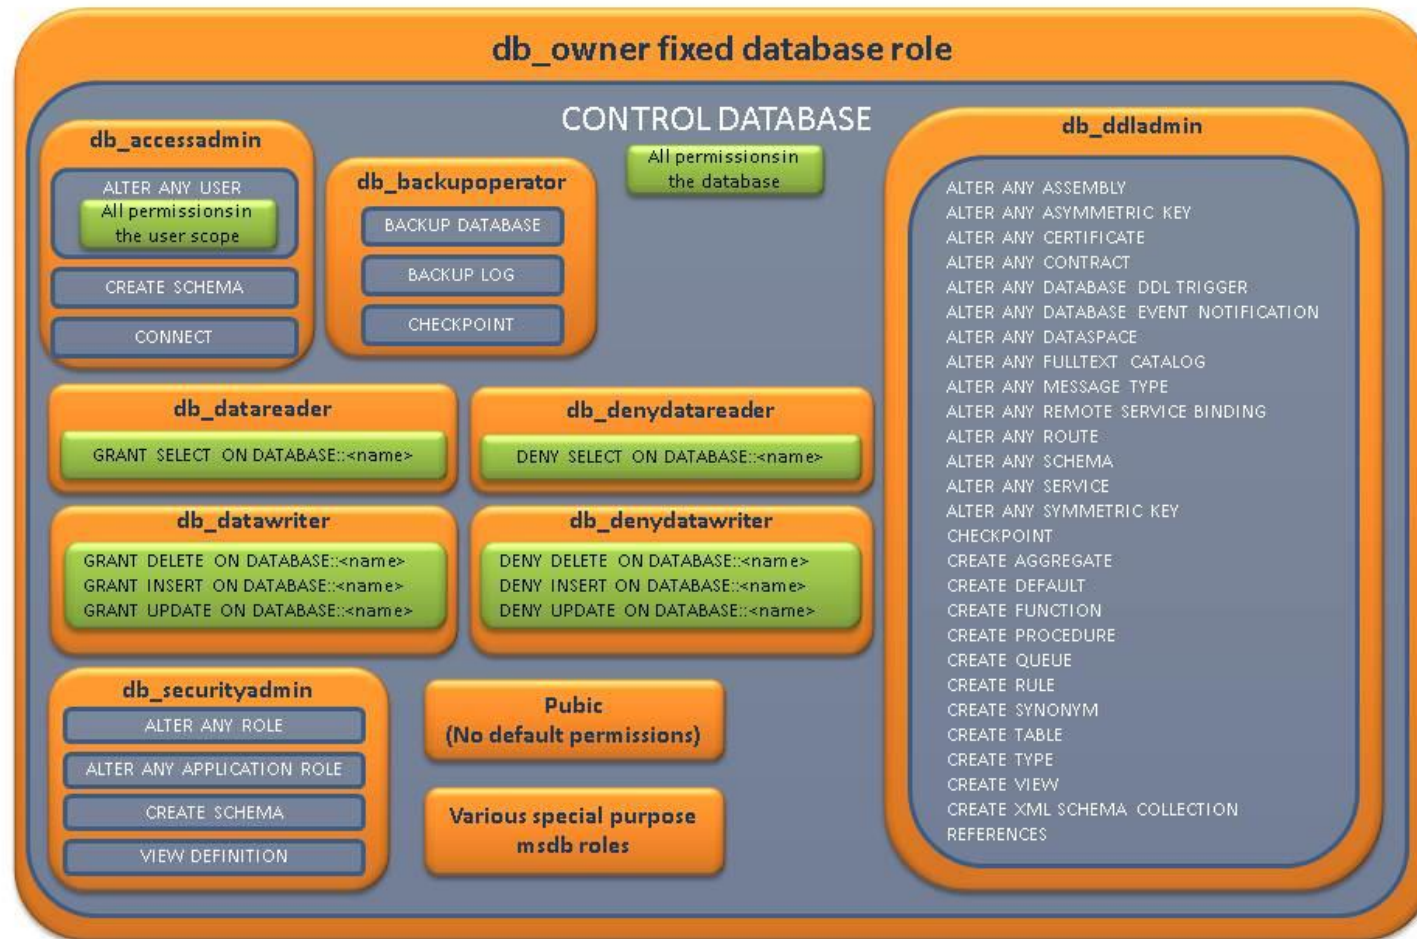 db_owner fixed database role
CONTROL DATABASE
All permissionsin
the database
db_accessadmin
ALTER ANY USER
All permissionsin
the user scope
CREATE SCHEMA
CONNECT
db_backupoperator
BACKUP DATABASE
BACKUP LOG
CHECKPOINT
db_datareader
GRANT SELECT ON DATABASE::<name>
db_denydatareader
DENY SELECT ON DATABASE::<name>
db_datawriter
GRANT DELETE ON DATABASE::<name>
GRANT INSERT ON DATABASE::<name>
GRANT UPDATE ON DATABASE::<name>
db_denydatawriter
DENY DELETE ON DATABASE::<name>
DENY INSERT ON DATABASE::<name>
DENY UPDATE ON DATABASE::<name>
db_securityadmin
ALTER ANY ROLE
ALTER ANY APPLICATION ROLE
CREATE SCHEMA
VIEW DEFINITION
Pubic
(No default permissions)
Various special purpose
msdb roles
db_ddladmin
ALTER ANY ASSEMBLY
ALTER ANY ASYMMETRIC KEY
ALTER ANY CERTIFICATE
ALTER ANY CONTRACT
ALTER ANY DATABASE DDL TRIGGER
ALTER ANY DATABASE EVENT NOTIFICATION
ALTER ANY DATASPACE
ALTER ANY FULLTEXT CATALOG
ALTER ANY MESSAGE TYPE
ALTER ANY REMOTE SERVICE BINDING
ALTER ANY ROUTE
ALTER ANY SCHEMA
ALTER ANY SERVICE
ALTER ANY SYMMETRIC KEY
CHECKPOINT
CREATE AGGREGATE
CREATE DEFAULT
CREATE FUNCTION
CREATE PROCEDURE
CREATE QUEUE
CREATE RULE
CREATE SYNONYM
CREATE TABLE
CREATE TYPE
CREATE VIEW
CREATE XML SCHEMA COLLECTION
REFERENCES